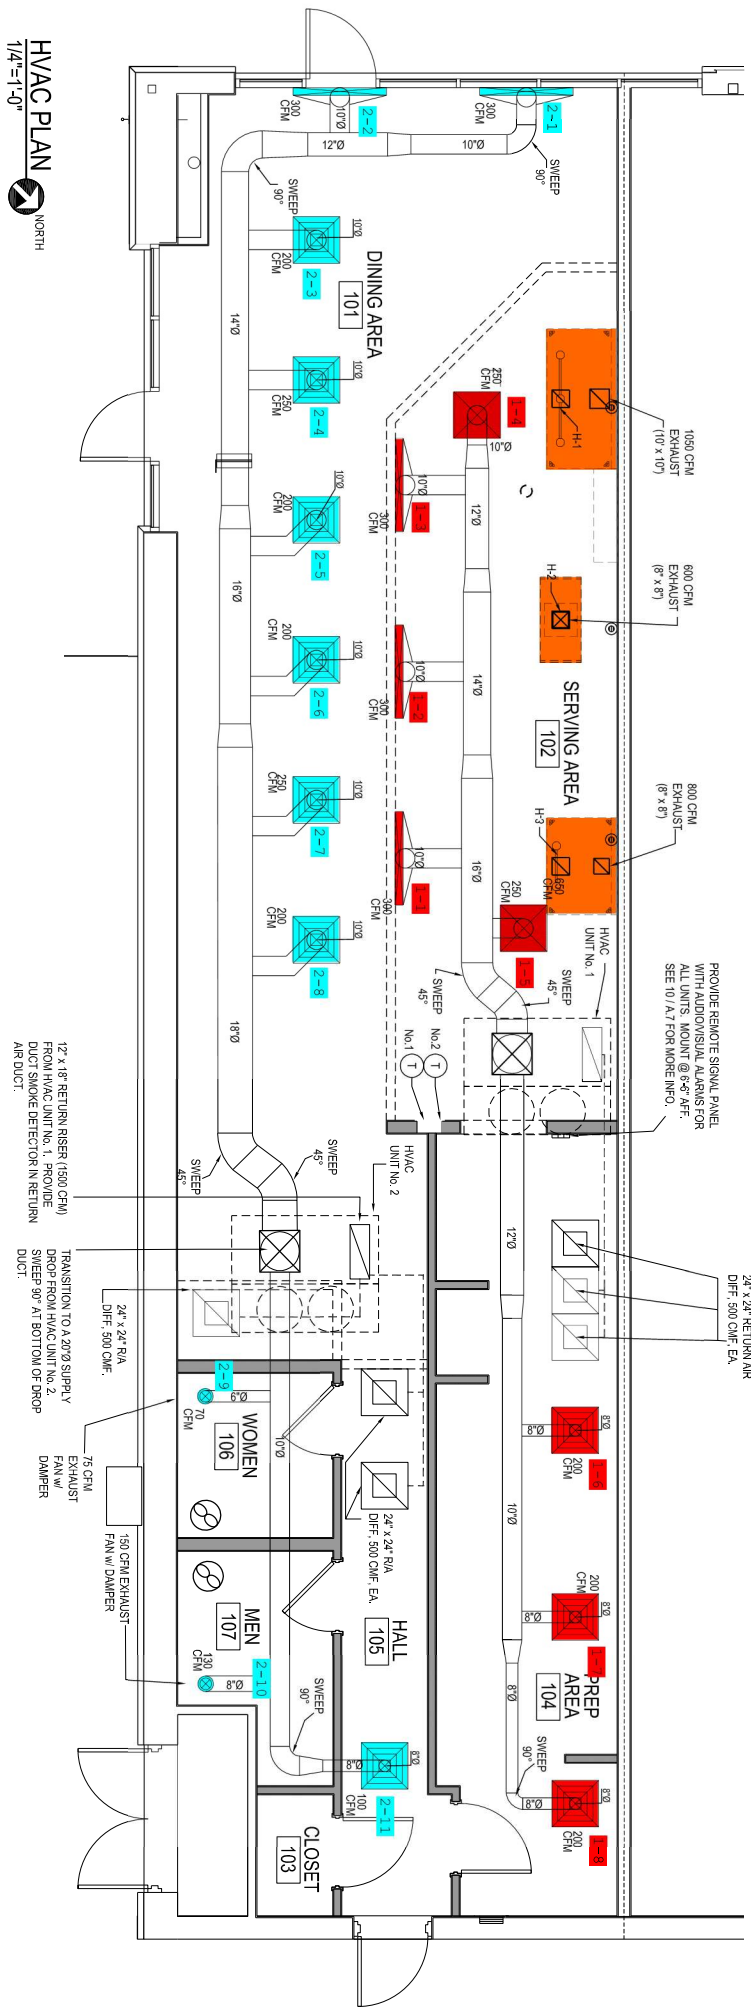 HVAC PLAN
1/4"=1'-0"
NORTH
1050 CFM
EXHAUST
(10' x 10")
600 CFM
EXHAUST
(8" x 8")
800 CFM
EXHAUST
(8" x 8")
PROVIDE REMOTE SIGNAL PANEL
WITH AUDIO/VISUAL ALARMS FOR
ALL UNITS. MOUNT @ 6'-6" AFF.
SEE 10 / A.7 FOR MORE INFO.
24" x 24" RETURN AIR
DIFF, 500 CMF, EA.
H-1
H-2
H-3
650
CFM
HVAC
UNIT No. 1
SERVING AREA
102
1-4
250
CFM
10"Ø
1-3
300
CFM
10"Ø
12"Ø
1-2
300
CFM
10"Ø
14"Ø
1-1
300
CFM
10"Ø
16"Ø
1-5
250
CFM
SWEEP
45°
SWEEP
45°
No.1
T
No.2
T
12"Ø
10"Ø
8"Ø
1-6
200
CFM
8"Ø
8"Ø
1-7
200
CFM
8"Ø
8"Ø
PREP
AREA
104
SWEEP
90°
1-8
200
CFM
8"Ø
8"Ø
2-1
300
CFM
SWEEP
90°
10"Ø
2-2
300
CFM
10"Ø
12"Ø
SWEEP
90°
DINING AREA
101
2-3
200
CFM
10"Ø
14"Ø
2-4
250
CFM
10"Ø
2-5
200
CFM
10"Ø
16"Ø
2-6
200
CFM
10"Ø
2-7
250
CFM
10"Ø
2-8
200
CFM
10"Ø
18"Ø
SWEEP
45°
SWEEP
45°
HVAC
UNIT No. 2
12" x 18" RETURN RISER (1500 CFM)
FROM HVAC UNIT No. 1. PROVIDE
DUCT SMOKE DETECTOR IN RETURN
AIR DUCT.
TRANSITION TO A 20"Ø SUPPLY
DROP FROM HVAC UNIT No. 2.
SWEEP 90° AT BOTTOM OF DROP
DUCT.
24" x 24" R/A
DIFF, 500 CMF.
75 CFM
EXHAUST
FAN w/
DAMPER
150 CFM EXHAUST
FAN w/ DAMPER
2-9
6"Ø
70
CFM
WOMEN
106
10"Ø
24" x 24" R/A
DIFF, 500 CMF, EA.
HALL
105
MEN
107
130
CFM
8"Ø
2-10
SWEEP
90°
8"Ø
8"Ø
100
CFM
2-11
CLOSET
103